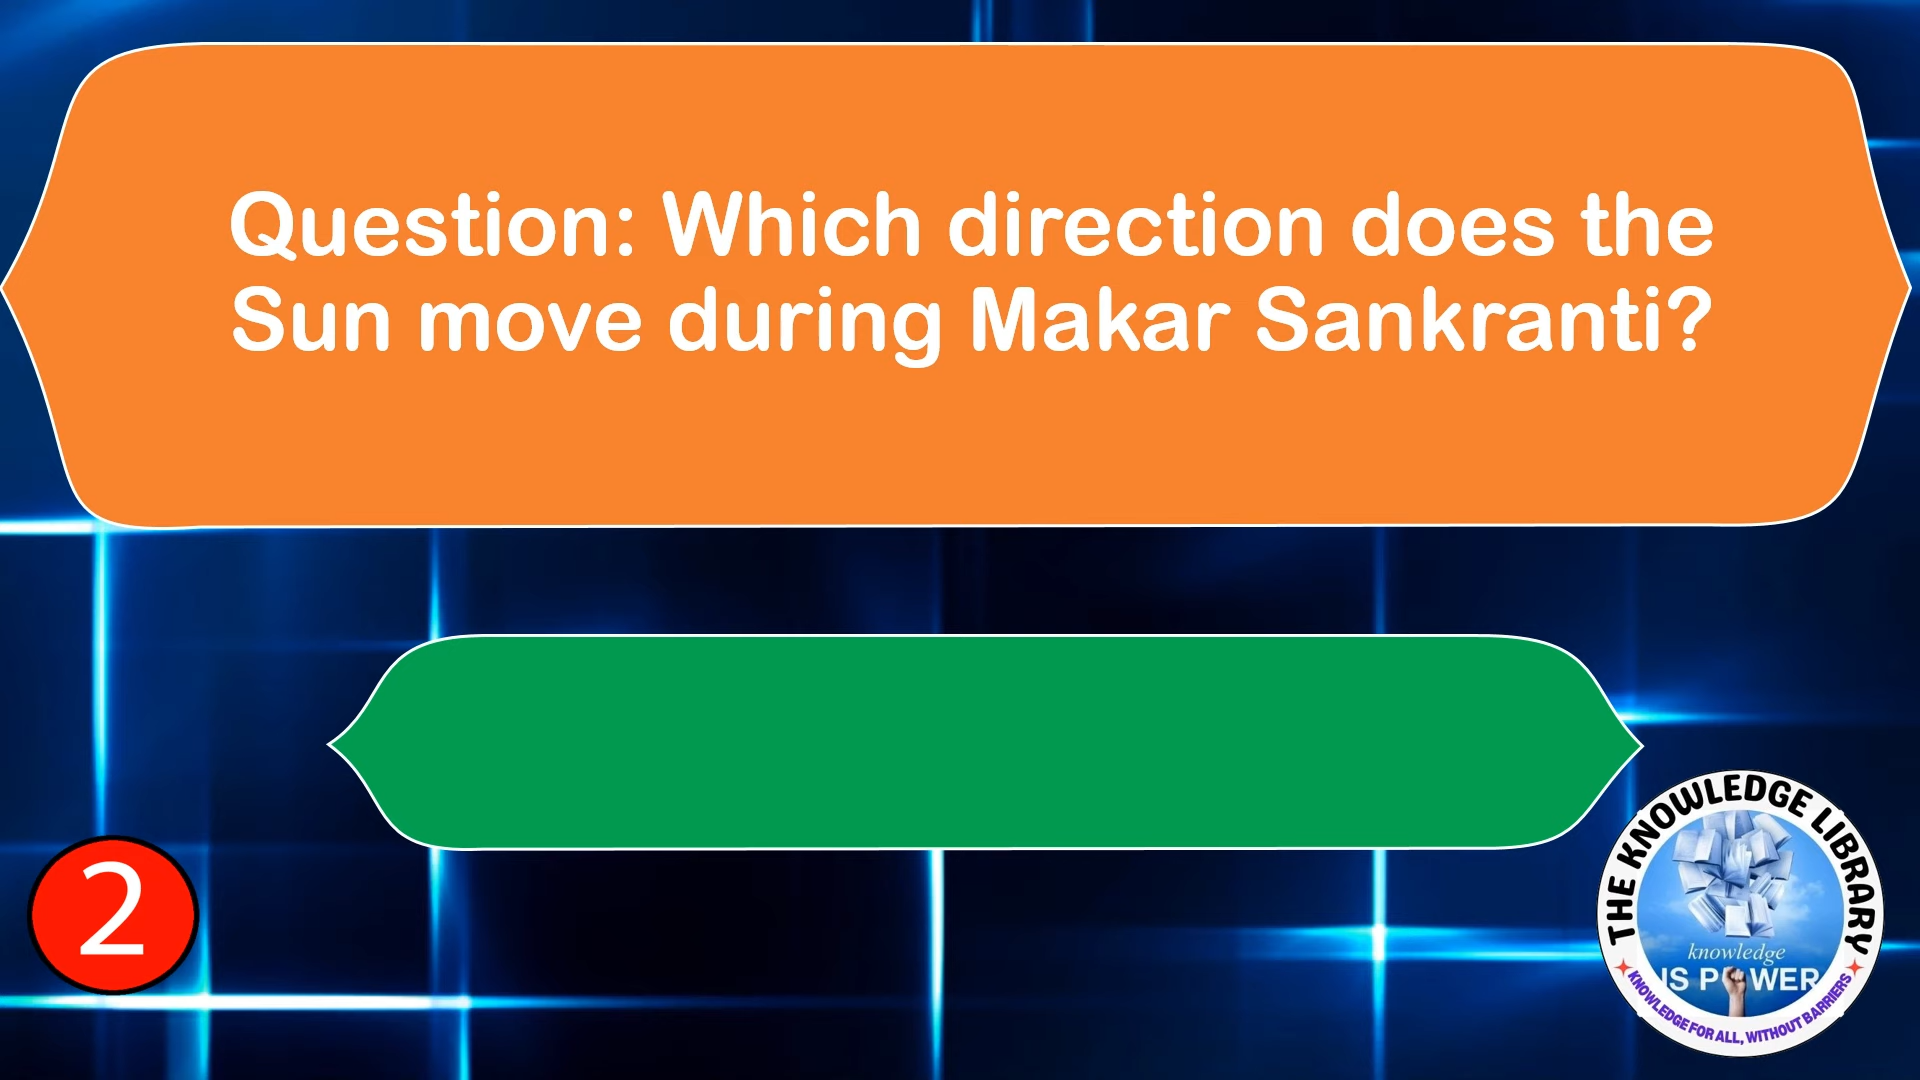 Question: Which direction does the
Sun move during Makar Sankranti?
2
THE KNOWLEDGE LIBRARY
knowledge
IS POWER
KNOWLEDGE FOR ALL, WITHOUT BARRIERS